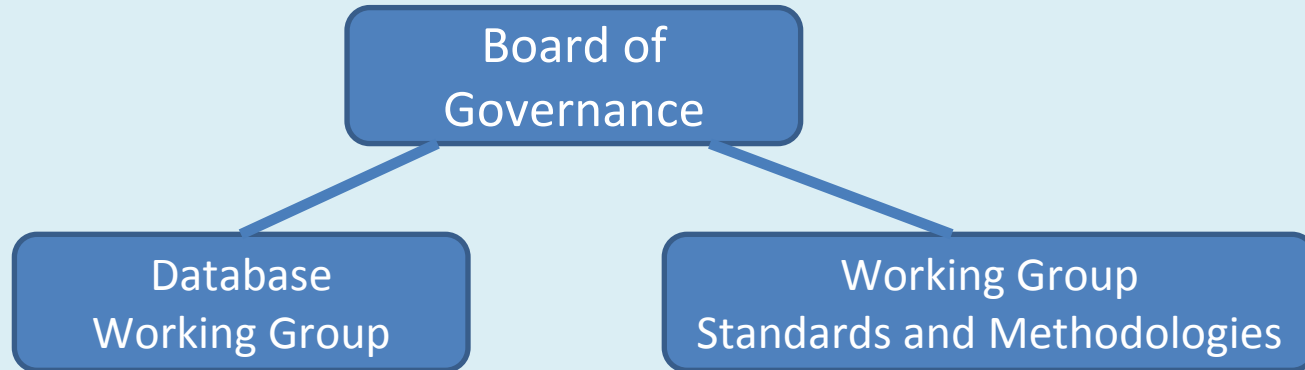 Board of
Governance
Database
Working Group
Working Group
Standards and Methodologies